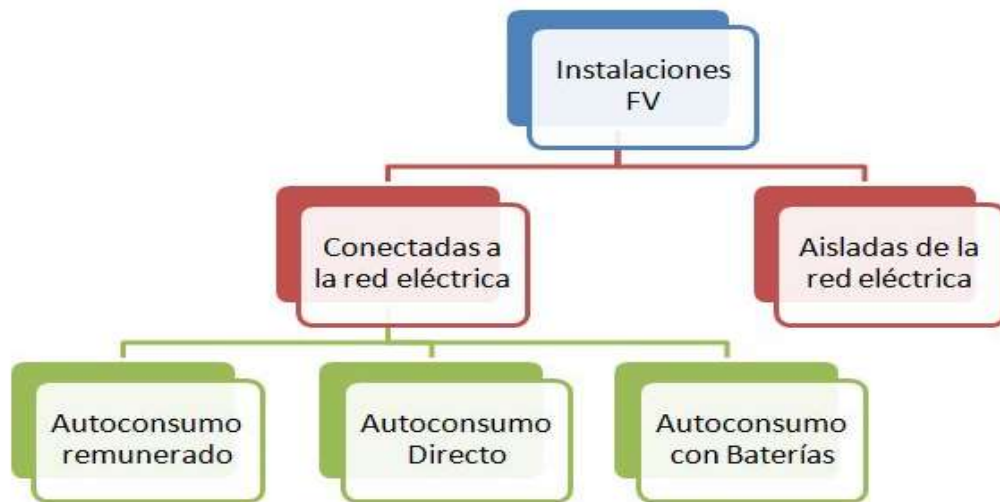 Instalaciones
FV
Conectadas a
la red eléctrica
Aisladas de la
red eléctrica
Autoconsumo
remunerado
Autoconsumo
Directo
Autoconsumo
con Baterías